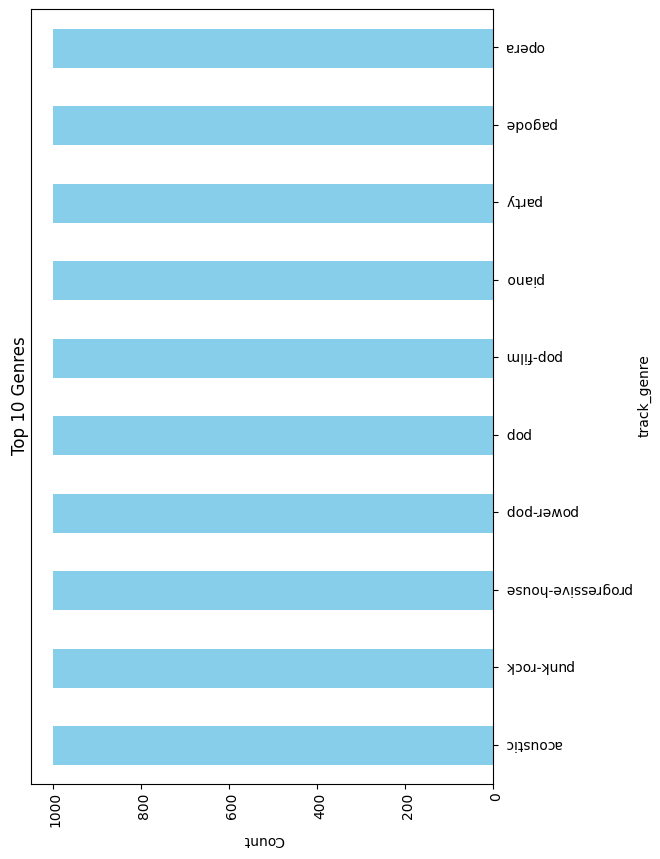 Top 10 Genres
Count
1000
800
600
400
200
0
acoustic
punk-rock
progressive-house
power-pop
pop
pop-film
piano
party
pagode
opera
track_genre